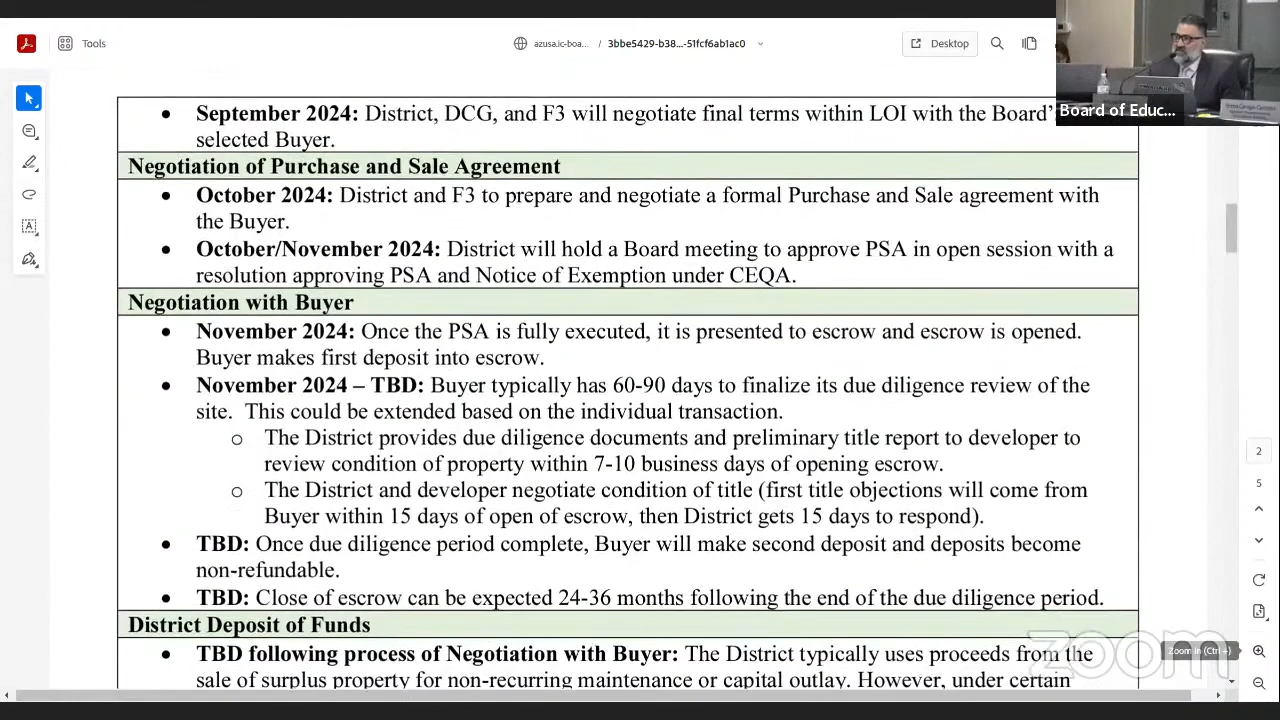 Tools
azusa.ic-boa... / 3bbe5429-b38...-51fcf6ab1ac0
Desktop
Board of Educ...
• September 2024: District, DCG, and F3 will negotiate final terms within LOI with the Board’
selected Buyer.
Negotiation of Purchase and Sale Agreement
• October 2024: District and F3 to prepare and negotiate a formal Purchase and Sale agreement with
the Buyer.
• October/November 2024: District will hold a Board meeting to approve PSA in open session with a
resolution approving PSA and Notice of Exemption under CEQA.
Negotiation with Buyer
• November 2024: Once the PSA is fully executed, it is presented to escrow and escrow is opened.
Buyer makes first deposit into escrow.
• November 2024 – TBD: Buyer typically has 60-90 days to finalize its due diligence review of the
site. This could be extended based on the individual transaction.
o The District provides due diligence documents and preliminary title report to developer to
review condition of property within 7-10 business days of opening escrow.
o The District and developer negotiate condition of title (first title objections will come from
Buyer within 15 days of open of escrow, then District gets 15 days to respond).
• TBD: Once due diligence period complete, Buyer will make second deposit and deposits become
non-refundable.
• TBD: Close of escrow can be expected 24-36 months following the end of the due diligence period.
District Deposit of Funds
• TBD following process of Negotiation with Buyer: The District typically uses proceeds from the
sale of surplus property for non-recurring maintenance or capital outlay. However, under certain
2
5
Zoom in (Ctrl +)
zoom